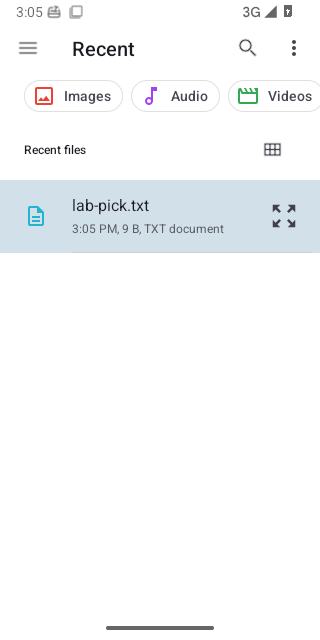 3:05 3G
Recent
Images Audio Videos
Recent files
lab-pick.txt
3:05 PM, 9 B, TXT document